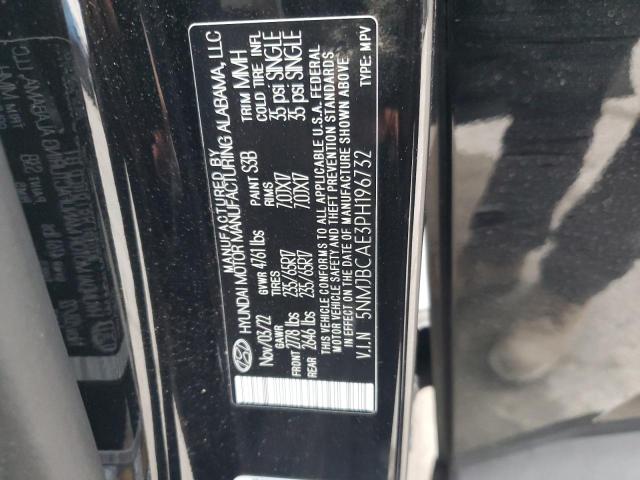 MANUFACTURED BY
HYUNDAI MOTOR MANUFACTURING ALABAMA, LLC
Nov/03/22 GVWR 4761 lbs PAINT S3B TRIM MMH
GAWR TIRES RIMS COLD TIRE INFL
FRONT 2778 lbs 235/65R17 7.0JX17 35 psi SINGLE
REAR 2646 lbs 235/65R17 7.0JX17 35 psi SINGLE
THIS VEHICLE CONFORMS TO ALL APPLICABLE U.S.A. FEDERAL
MOTOR VEHICLE SAFETY AND THEFT PREVENTION STANDARDS
IN EFFECT ON THE DATE OF MANUFACTURE SHOWN ABOVE
V.I.N 5NMJBCAE3PH196732 TYPE: MPV